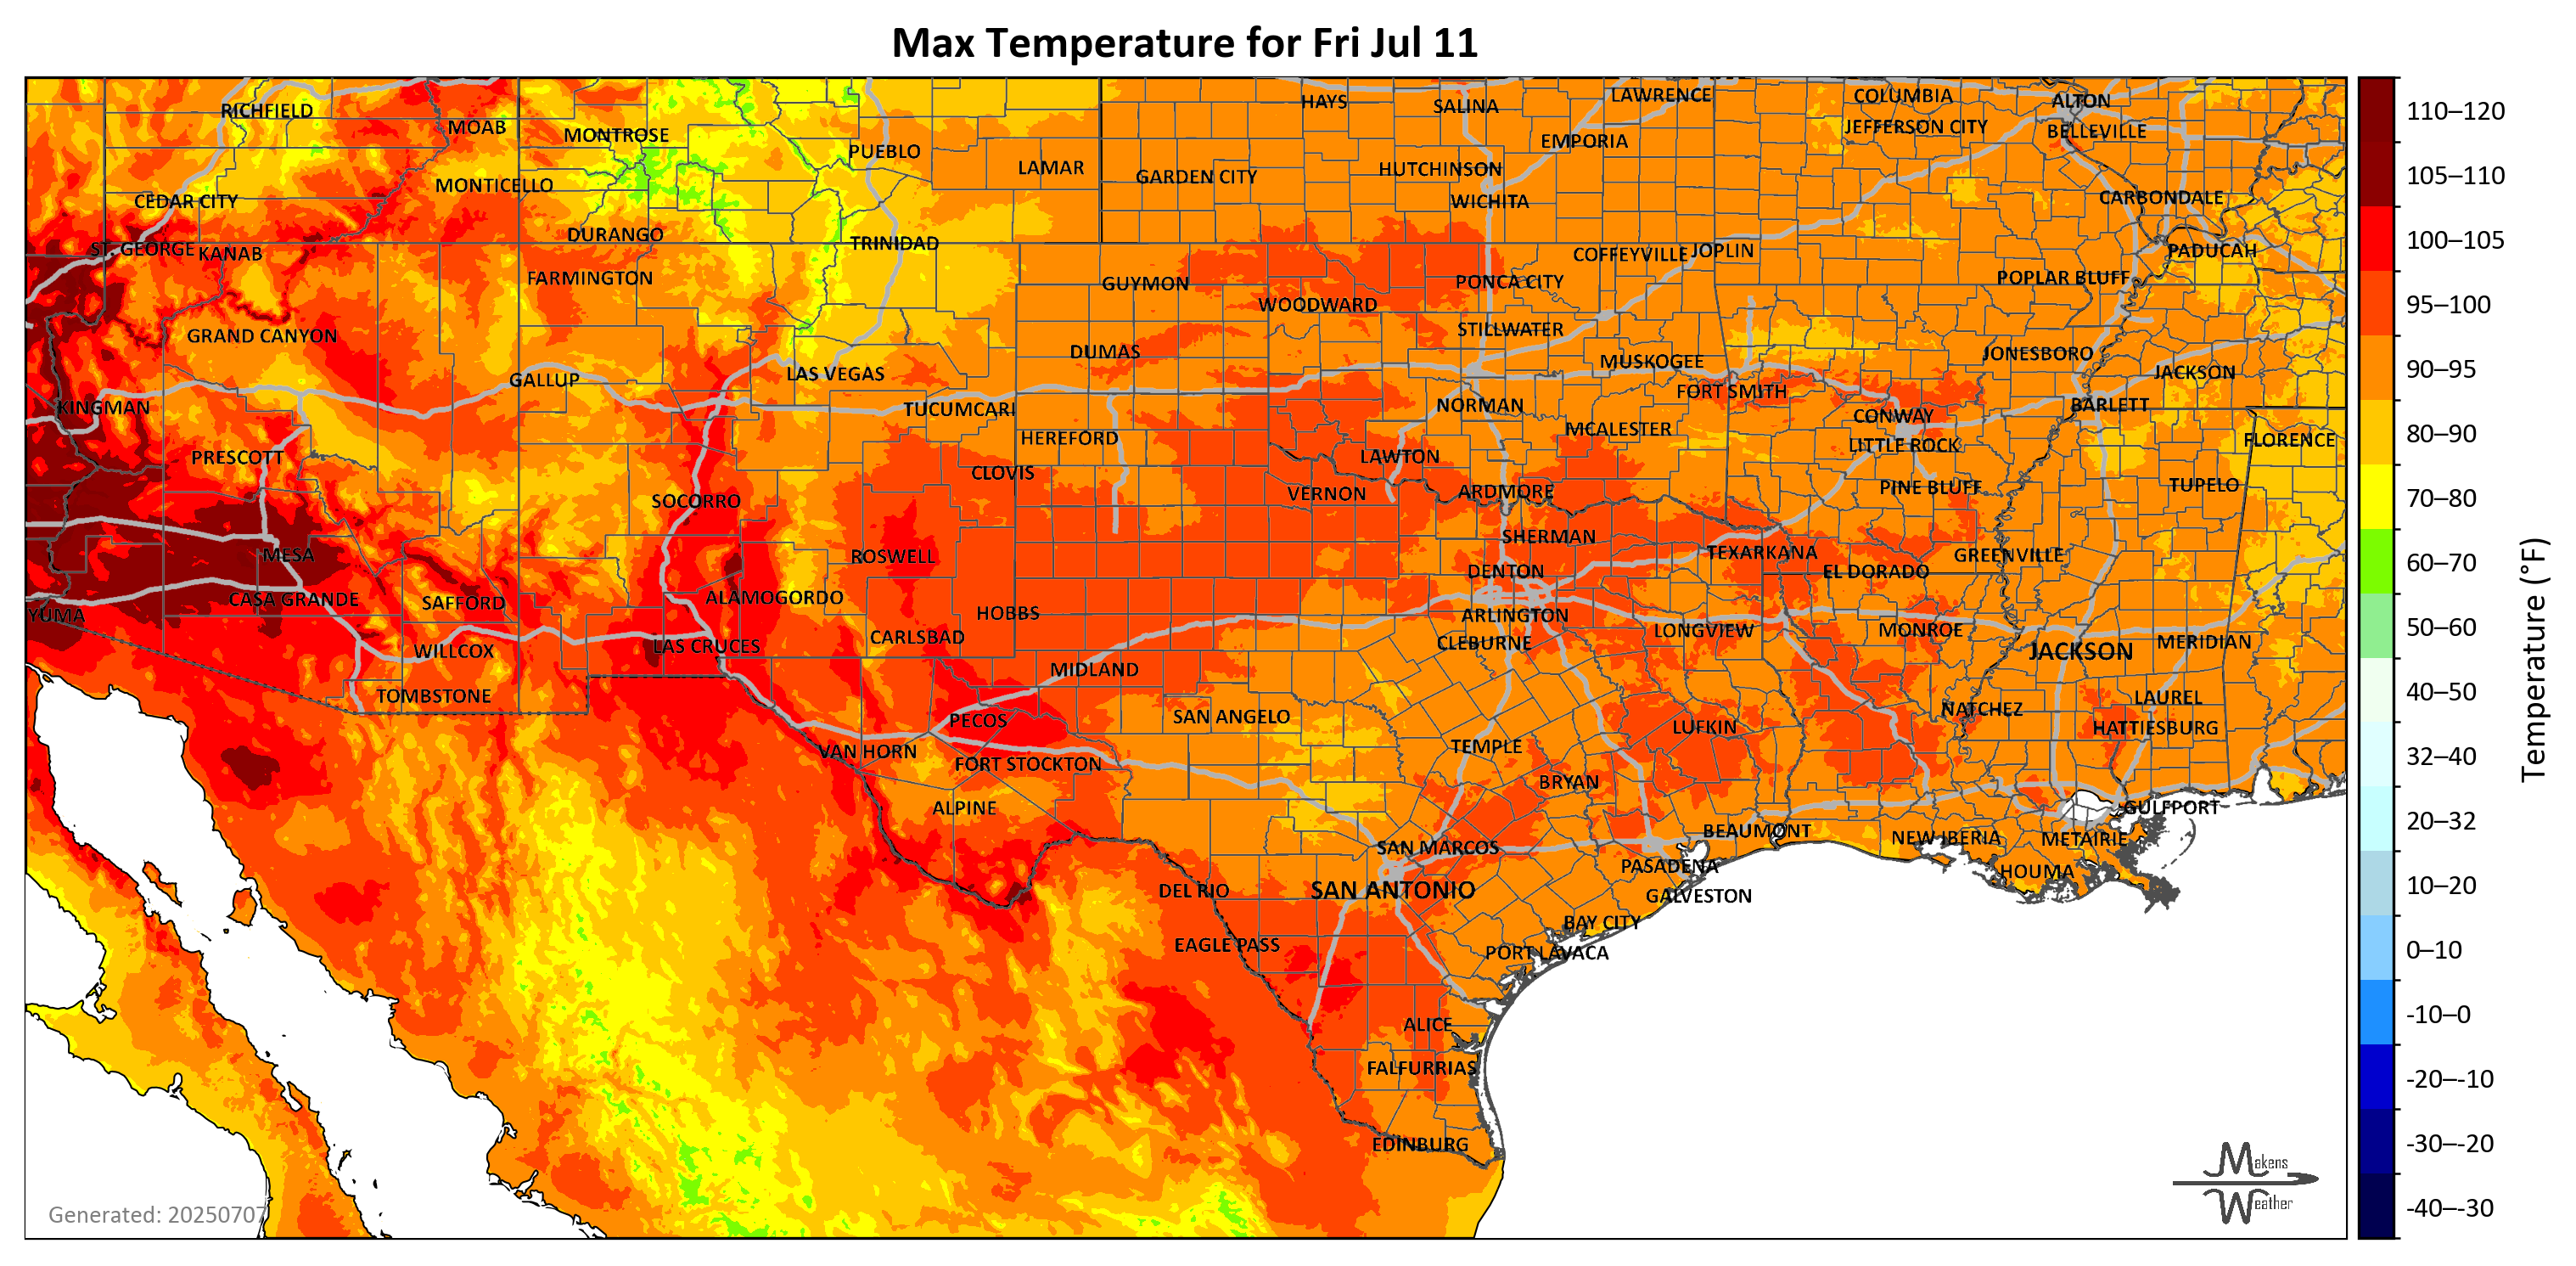 Max Temperature for Fri Jul 11
RICHFIELD
MOAB
MONTROSE
PUEBLO
LAMAR
HAYS
SALINA
LAWRENCE
COLUMBIA
ALTON
JEFFERSON CITY
BELLEVILLE
EMPORIA
HUTCHINSON
GARDEN CITY
WICHITA
MONTICELLO
CEDAR CITY
CARBONDALE
DURANGO
TRINIDAD
ST. GEORGE
KANAB
COFFEYVILLE
JOPLIN
PADUCAH
FARMINGTON
GUYMON
PONCA CITY
POPLAR BLUFF
WOODWARD
GRAND CANYON
STILLWATER
DUMAS
MUSKOGEE
JONESBORO
GALLUP
LAS VEGAS
JACKSON
FORT SMITH
KINGMAN
TUCUMCARI
NORMAN
CONWAY
BARLETT
HEREFORD
MCALESTER
LITTLE ROCK
FLORENCE
PRESCOTT
CLOVIS
LAWTON
SOCORRO
VERNON
ARDMORE
PINE BLUFF
TUPELO
MESA
ROSWELL
SHERMAN
TEXARKANA
GREENVILLE
DENTON
EL DORADO
YUMA
CASA GRANDE
SAFFORD
ALAMOGORDO
HOBBS
ARLINGTON
LAS CRUCES
CARLSBAD
CLEBURNE
LONGVIEW
MONROE
JACKSON
MERIDIAN
WILLCOX
MIDLAND
TOMBSTONE
LAUREL
PECOS
SAN ANGELO
LUFKIN
NATCHEZ
HATTIESBURG
VAN HORN
FORT STOCKTON
TEMPLE
BRYAN
ALPINE
GULFPORT
BEAUMONT
NEW IBERIA
METAIRIE
SAN MARCOS
PASADENA
HOUMA
DEL RIO
SAN ANTONIO
GALVESTON
BAY CITY
EAGLE PASS
PORT LAVACA
ALICE
FALFURRIAS
EDINBURG
Generated: 20250707
Makens
Weather
110–120
105–110
100–105
95–100
90–95
80–90
70–80
60–70
50–60
40–50
32–40
20–32
10–20
0–10
-10–0
-20–-10
-30–-20
-40–-30
Temperature (°F)